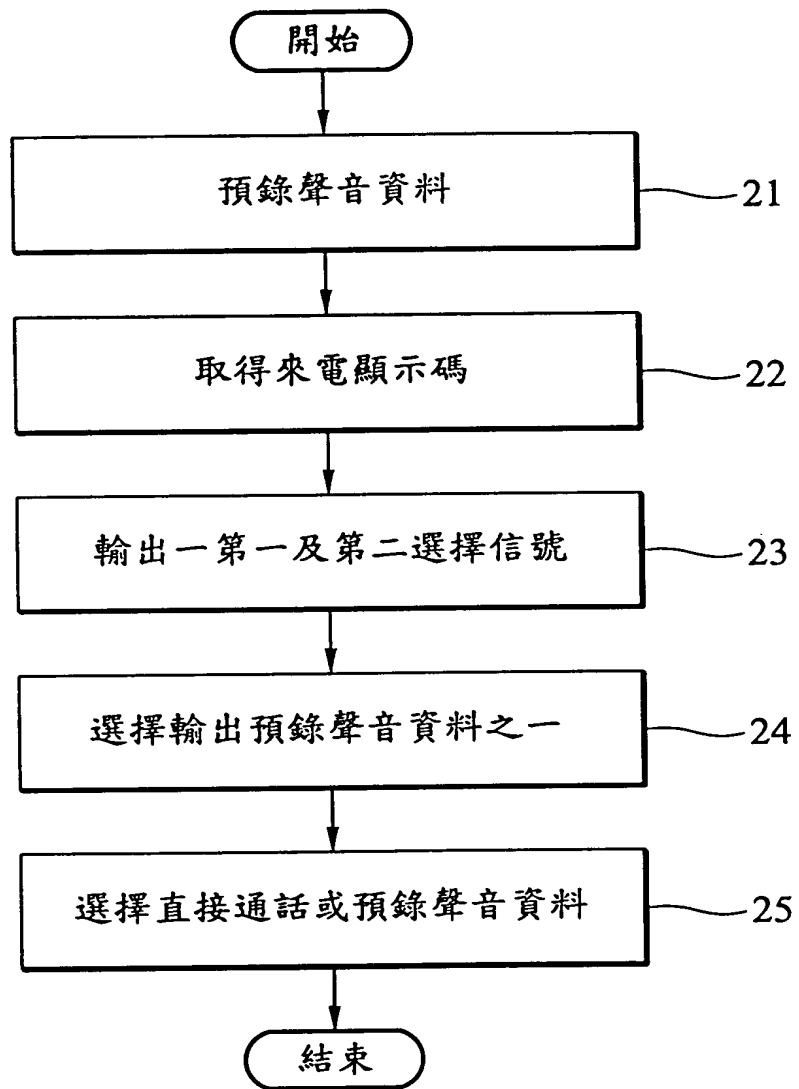 開始
預錄聲音資料
21
取得來電顯示碼
22
輸出一第一及第二選擇信號
23
選擇輸出預錄聲音資料之一
24
選擇直接通話或預錄聲音資料
25
結束